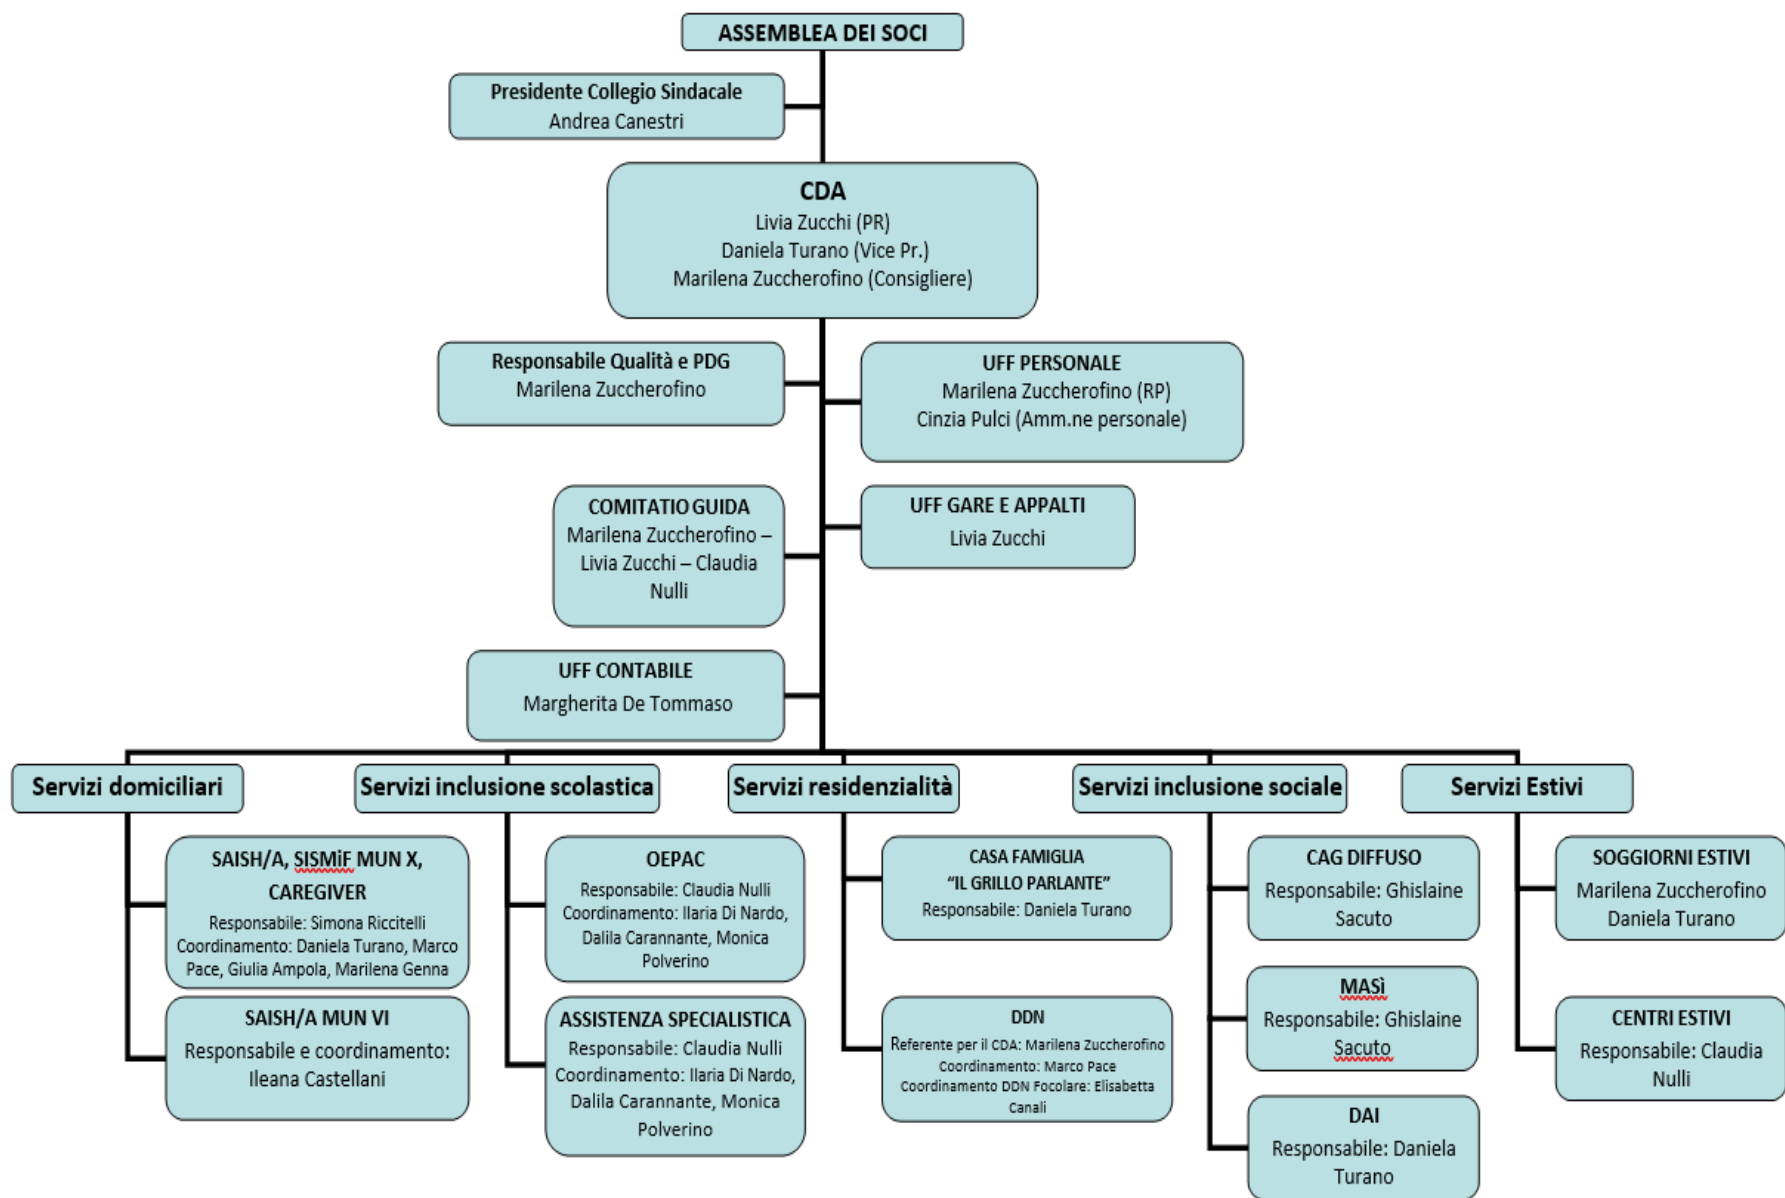 ASSEMBLEA DEI SOCI
Presidente Collegio Sindacale
Andrea Canestri
CDA
Livia Zucchi (PR)
Daniela Turano (Vice Pr.)
Marilena Zuccherofino (Consigliere)
Responsabile Qualità e PDG
Marilena Zuccherofino
UFF PERSONALE
Marilena Zuccherofino (RP)
Cinzia Pulci (Amm.ne personale)
COMITATIO GUIDA
Marilena Zuccherofino –
Livia Zucchi – Claudia
Nulli
UFF GARE E APPALTI
Livia Zucchi
UFF CONTABILE
Margherita De Tommaso
Servizi domiciliari
Servizi inclusione scolastica
Servizi residenzialità
Servizi inclusione sociale
Servizi Estivi
SAISH/A, SISMiF MUN X,
CAREGIVER
Responsabile: Simona Riccitelli
Coordinamento: Daniela Turano, Marco
Pace, Giulia Ampola, Marilena Genna
SAISH/A MUN VI
Responsabile e coordinamento:
Ileana Castellani
OEPAC
Responsabile: Claudia Nulli
Coordinamento: Ilaria Di Nardo,
Dalila Carannante, Monica
Polverino
ASSISTENZA SPECIALISTICA
Responsabile: Claudia Nulli
Coordinamento: Ilaria Di Nardo,
Dalila Carannante, Monica
Polverino
CASA FAMIGLIA
“IL GRILLO PARLANTE”
Responsabile: Daniela Turano
DDN
Referente per il CDA: Marilena Zuccherofino
Coordinamento: Marco Pace
Coordinamento DDN Focolare: Elisabetta
Canali
CAG DIFFUSO
Responsabile: Ghislaine
Sacuto
MASì
Responsabile: Ghislaine
Sacuto
DAI
Responsabile: Daniela
Turano
SOGGIORNI ESTIVI
Marilena Zuccherofino
Daniela Turano
CENTRI ESTIVI
Responsabile: Claudia
Nulli